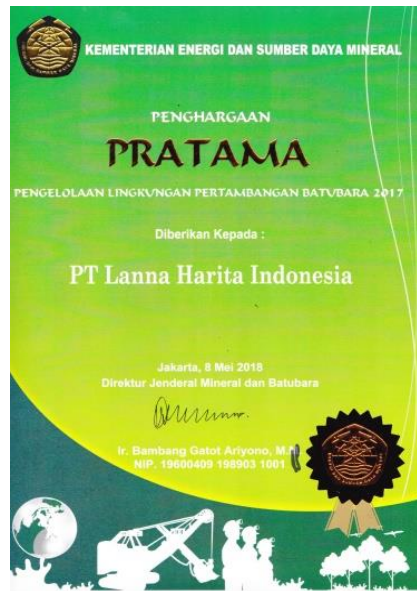 KEMENTERIAN ENERGI DAN SUMBER DAYA MINERAL
PENGHARGAAN
PRATAMA
PENGELOLAAN LINGKUNGAN PERTAMBANGAN BATUBARA 2017
Diberikan Kepada :
PT Lanna Harita Indonesia
Jakarta, 8 Mei 2018
Direktur Jenderal Mineral dan Batubara
Ir. Bambang Gatot Ariyono, M.M.
NIP. 19600409 198903 1001